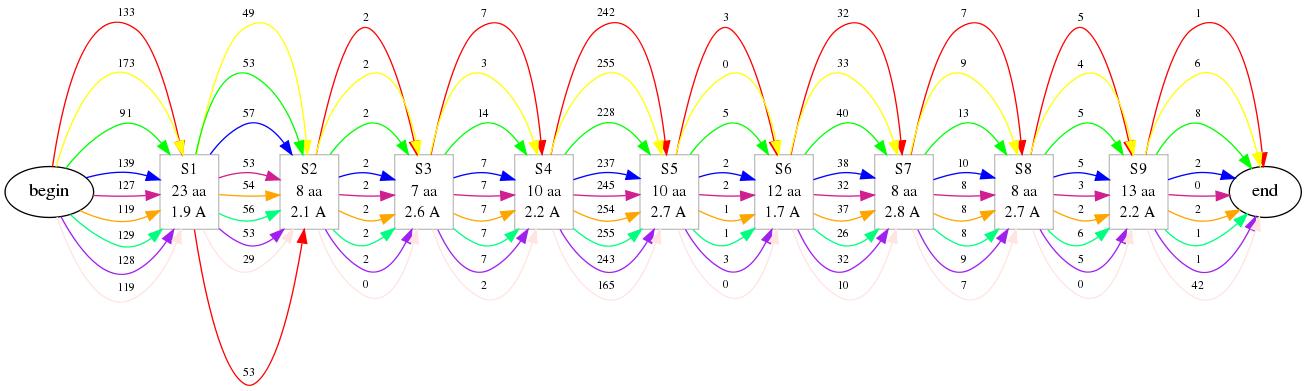 133 49 2 7 242 3 32 7 5 1
173 53 2 3 255 0 33 9 4 6
91 57 2 14 228 5 40 13 5 8
139 53 2 7 237 2 38 10 5 2
127 54 2 7 245 2 32 8 3 0
119 56 2 7 254 1 37 8 2 2
129 53 2 7 255 1 26 8 6 1
128 29 2 7 243 3 32 9 5 1
119 0 2 165 0 10 7 0 42
53
begin S1 S2 S3 S4 S5 S6 S7 S8 S9 end
23 aa 8 aa 7 aa 10 aa 10 aa 12 aa 8 aa 8 aa 13 aa
1.9 A 2.1 A 2.6 A 2.2 A 2.7 A 1.7 A 2.8 A 2.7 A 2.2 A